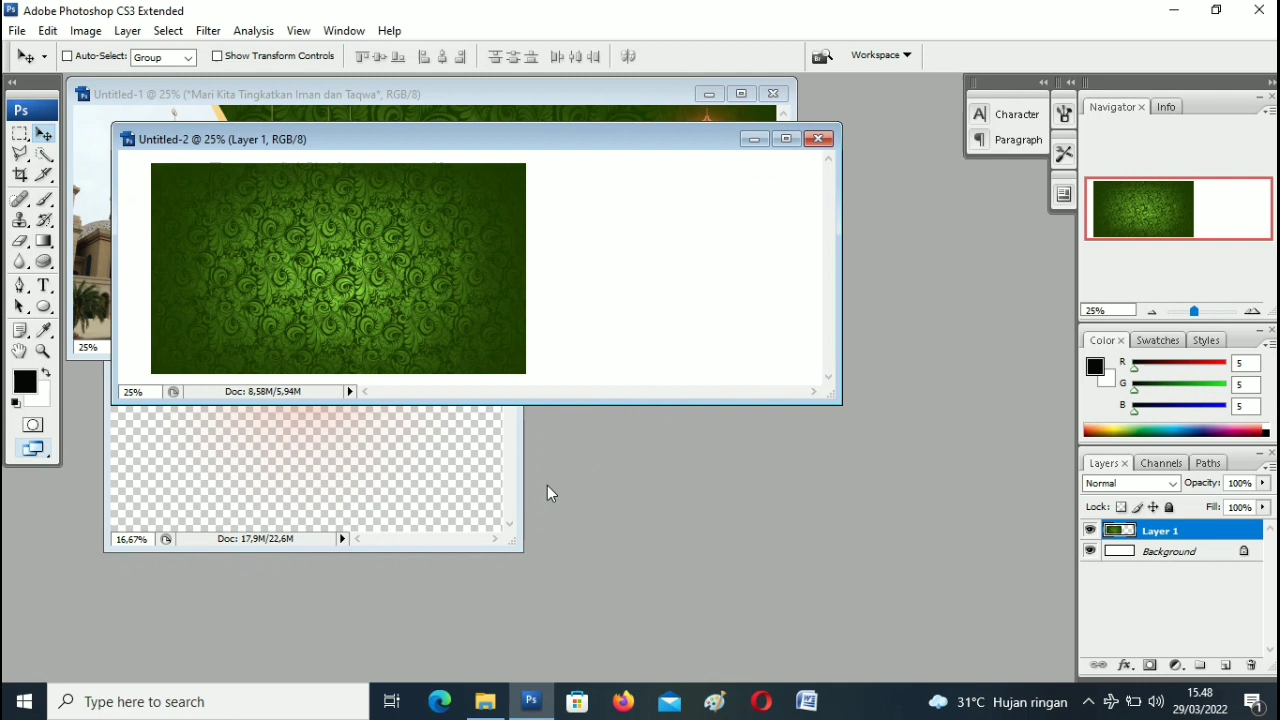 Adobe Photoshop CS3 Extended
File Edit Image Layer Select Filter Analysis View Window Help
Auto-Select: Group Show Transform Controls Workspace
Ps
Untitled-1 @ 25% (*Mari Kita Tingkatkan Iman dan Taqwa*, RGB/8)
Untitled-2 @ 25% (Layer 1, RGB/8)
25%
25% Doc: 8,58M/5,94M
16,67% Doc: 17,9M/22,6M
Character
Paragraph
Navigator Info
25%
Color Swatches Styles
R 5
G 5
B 5
Layers Channels Paths
Normal Opacity: 100%
Lock: Fill: 100%
Layer 1
Background
Type here to search
31°C Hujan ringan
15.48
29/03/2022